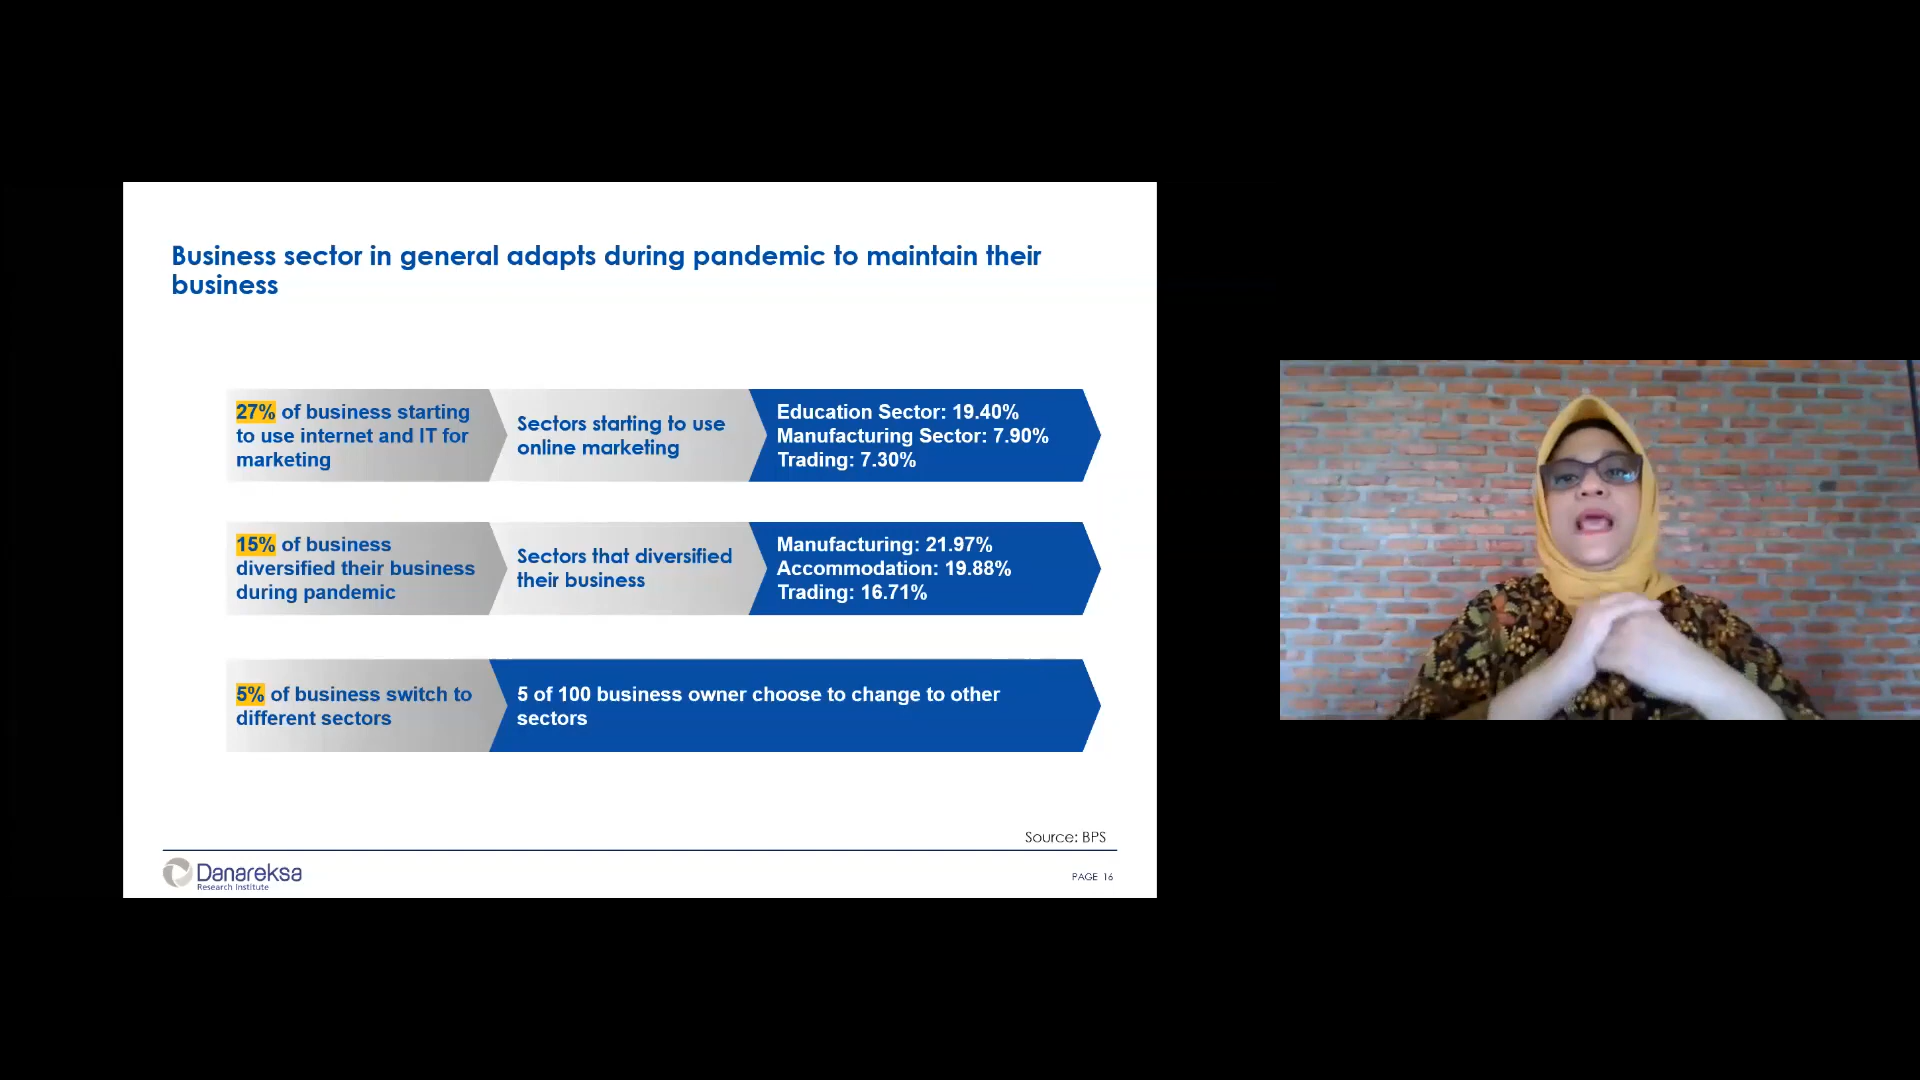 Business sector in general adapts during pandemic to maintain their
business
27% of business starting
to use internet and IT for
marketing
Sectors starting to use
online marketing
Education Sector: 19.40%
Manufacturing Sector: 7.90%
Trading: 7.30%
15% of business
diversified their business
during pandemic
Sectors that diversified
their business
Manufacturing: 21.97%
Accommodation: 19.88%
Trading: 16.71%
5% of business switch to
different sectors
5 of 100 business owner choose to change to other
sectors
Source: BPS
Danareksa
Research Institute
PAGE 16